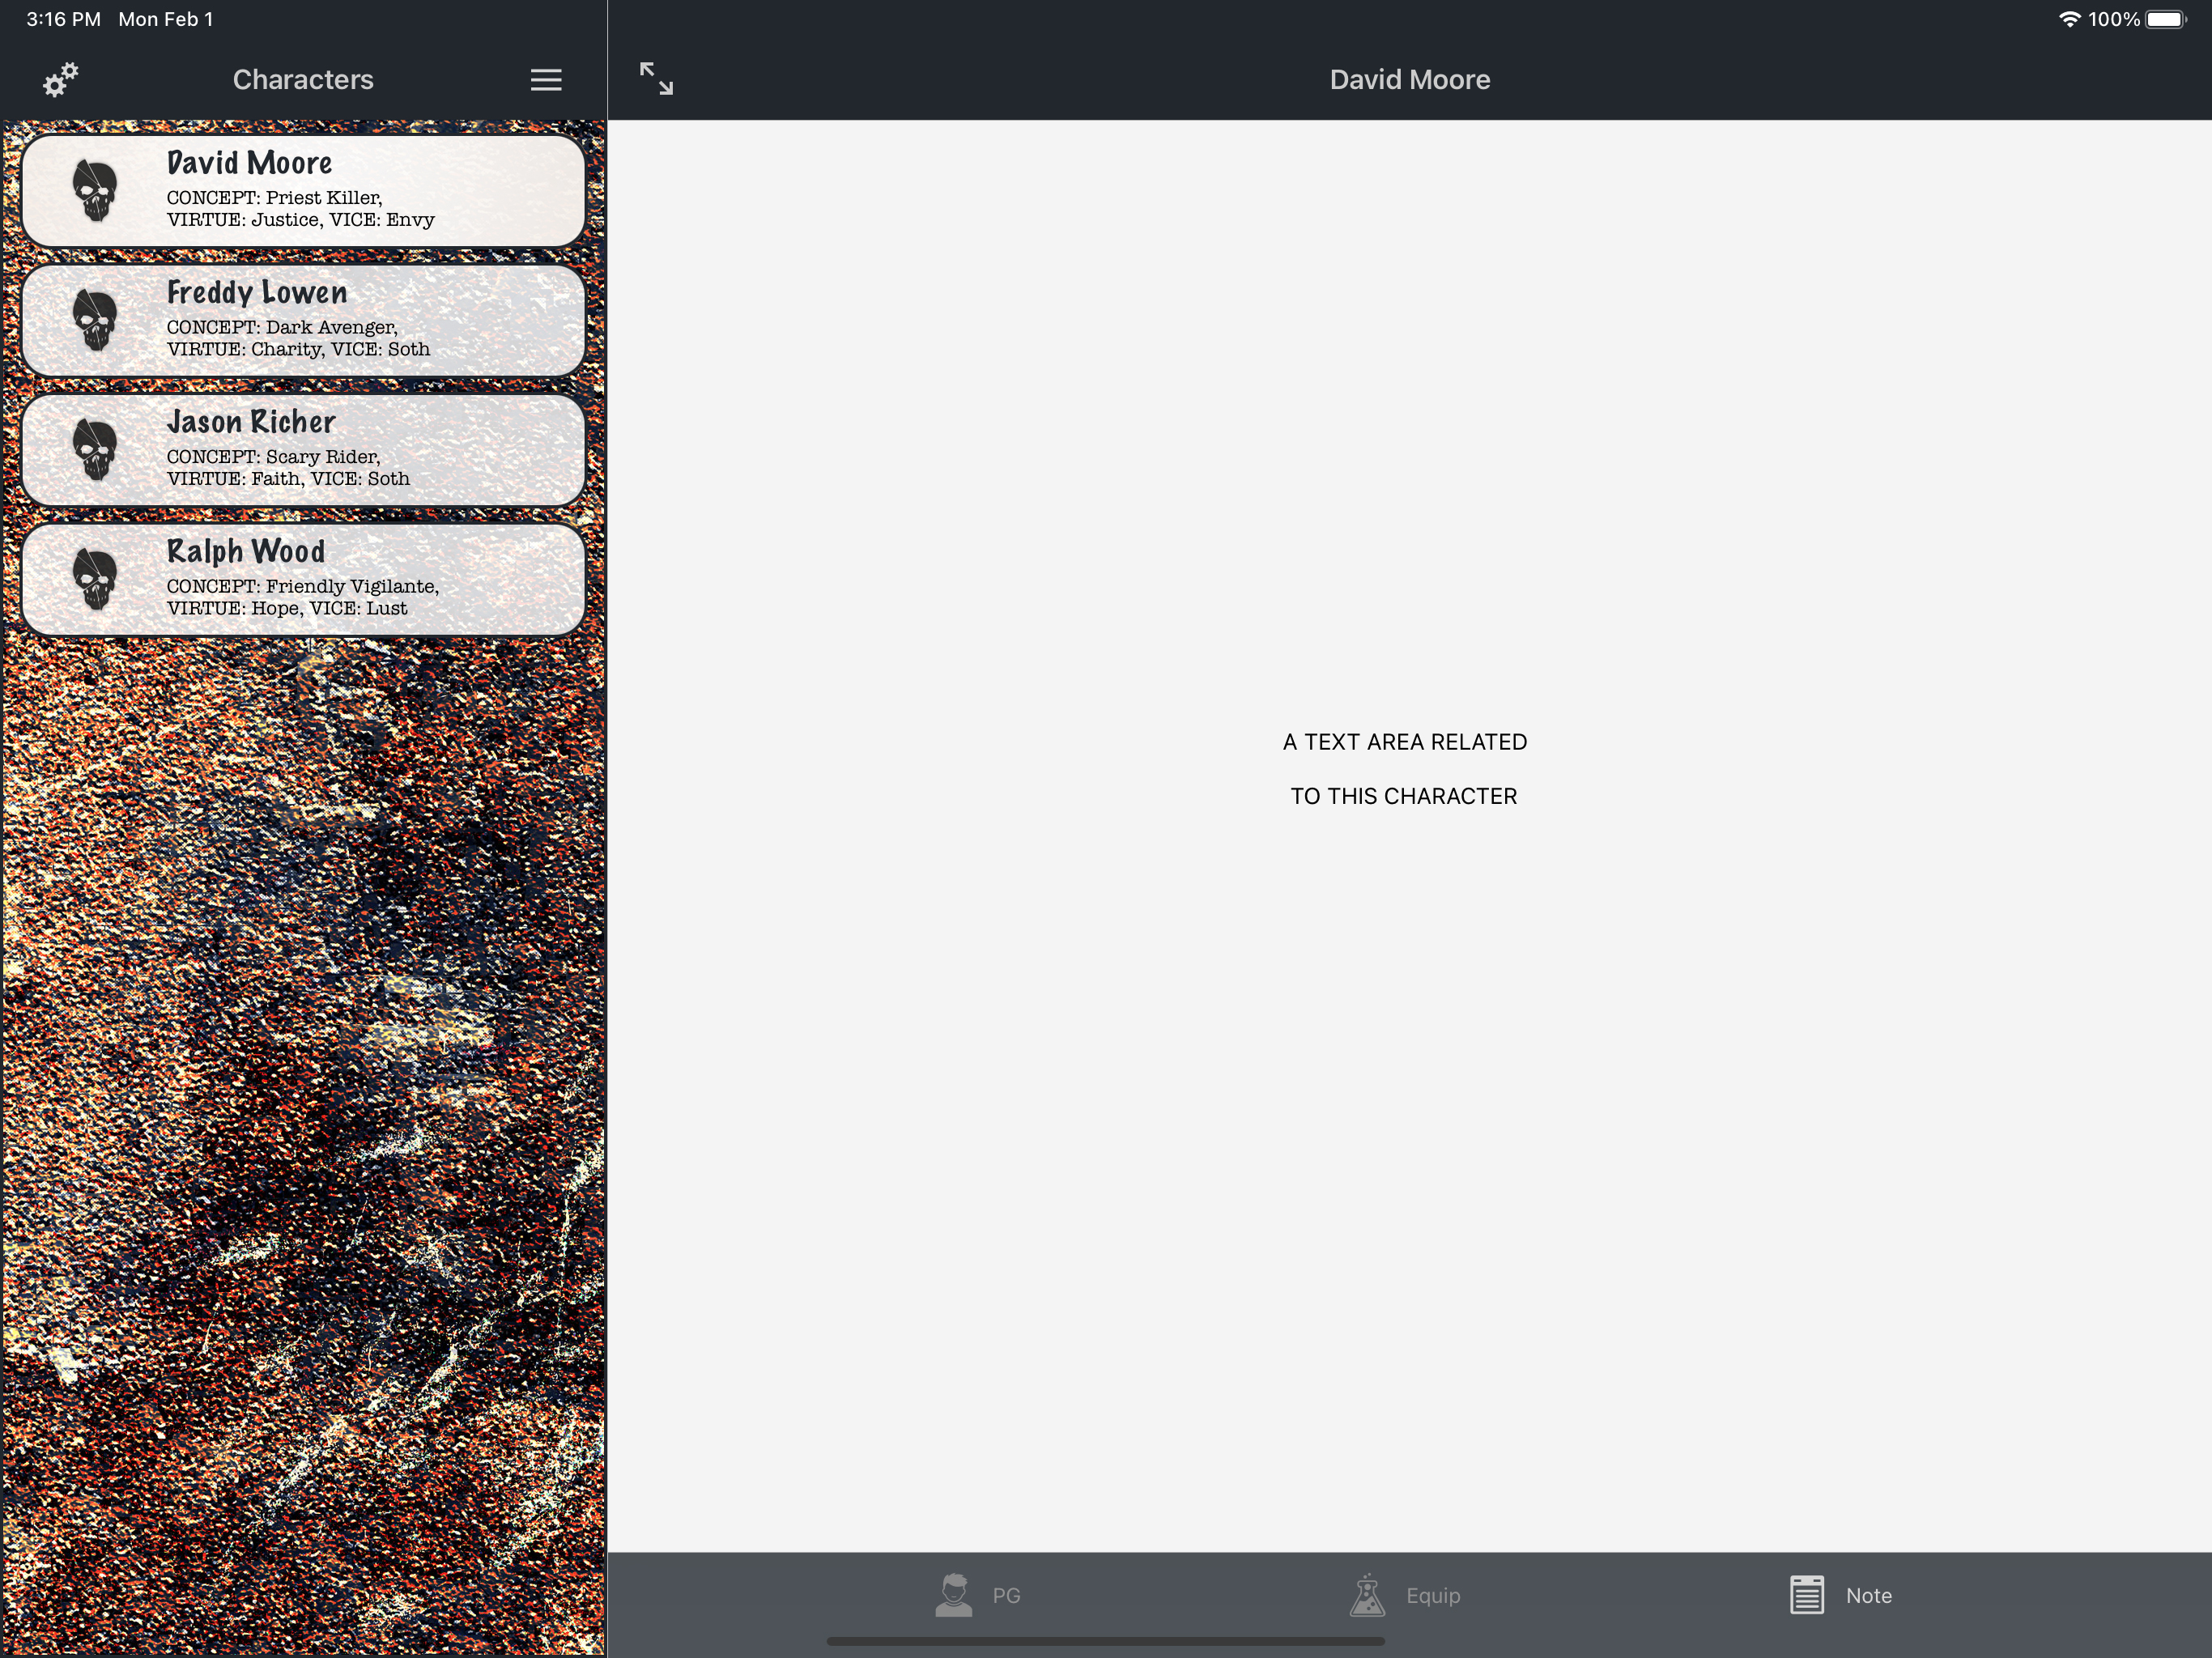 3:16 PM Mon Feb 1
100%
Characters
David Moore
David Moore
CONCEPT: Priest Killer,
VIRTUE: Justice, VICE: Envy
Freddy Lowen
CONCEPT: Dark Avenger,
VIRTUE: Charity, VICE: Soth
Jason Richer
CONCEPT: Scary Rider,
VIRTUE: Faith, VICE: Soth
Ralph Wood
CONCEPT: Friendly Vigilante,
VIRTUE: Hope, VICE: Lust
A TEXT AREA RELATED
TO THIS CHARACTER
PG
Equip
Note